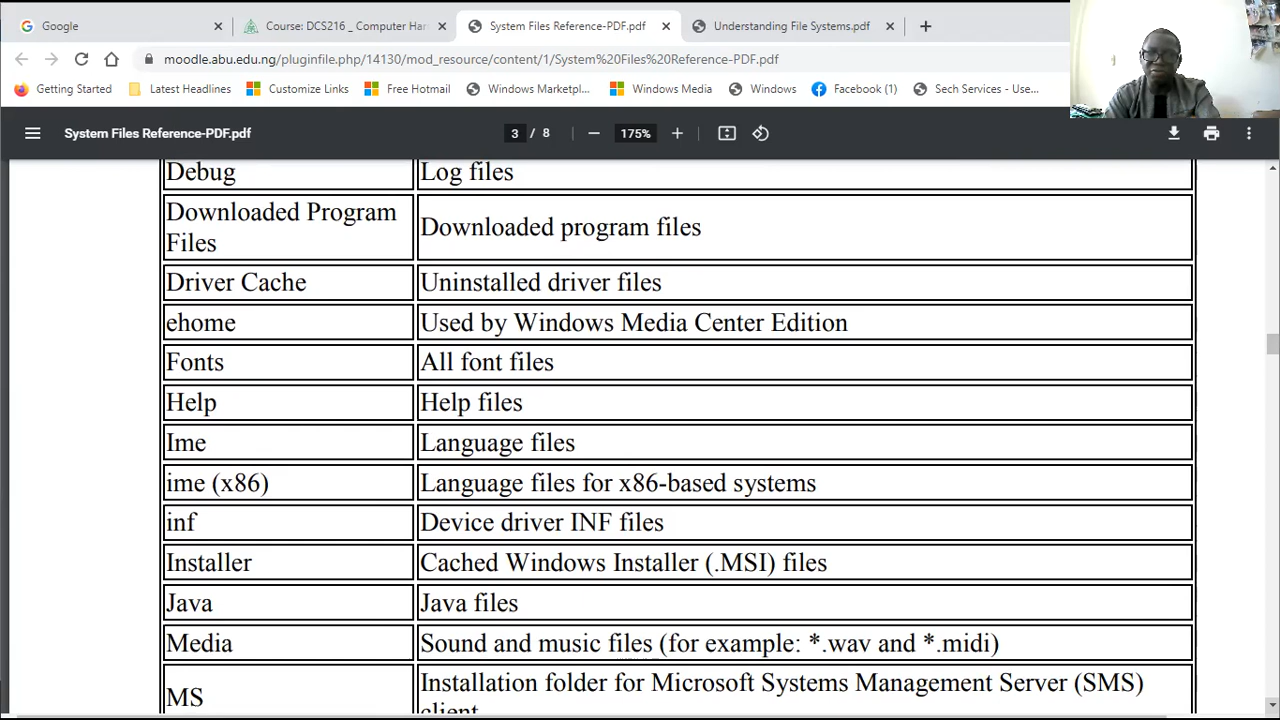 Google
Course: DCS216 _ Computer Har
System Files Reference-PDF.pdf
Understanding File Systems.pdf
moodle.abu.edu.ng/pluginfile.php/14130/mod_resource/content/1/System%20Files%20Reference-PDF.pdf
Getting Started
Latest Headlines
Customize Links
Free Hotmail
Windows Marketpl...
Windows Media
Windows
Facebook (1)
Sech Services - Use...
System Files Reference-PDF.pdf
3 / 8
175%
Debug
Log files
Downloaded Program
Files
Downloaded program files
Driver Cache
Uninstalled driver files
ehome
Used by Windows Media Center Edition
Fonts
All font files
Help
Help files
Ime
Language files
ime (x86)
Language files for x86-based systems
inf
Device driver INF files
Installer
Cached Windows Installer (.MSI) files
Java
Java files
Media
Sound and music files (for example: *.wav and *.midi)
MS
Installation folder for Microsoft Systems Management Server (SMS)
client